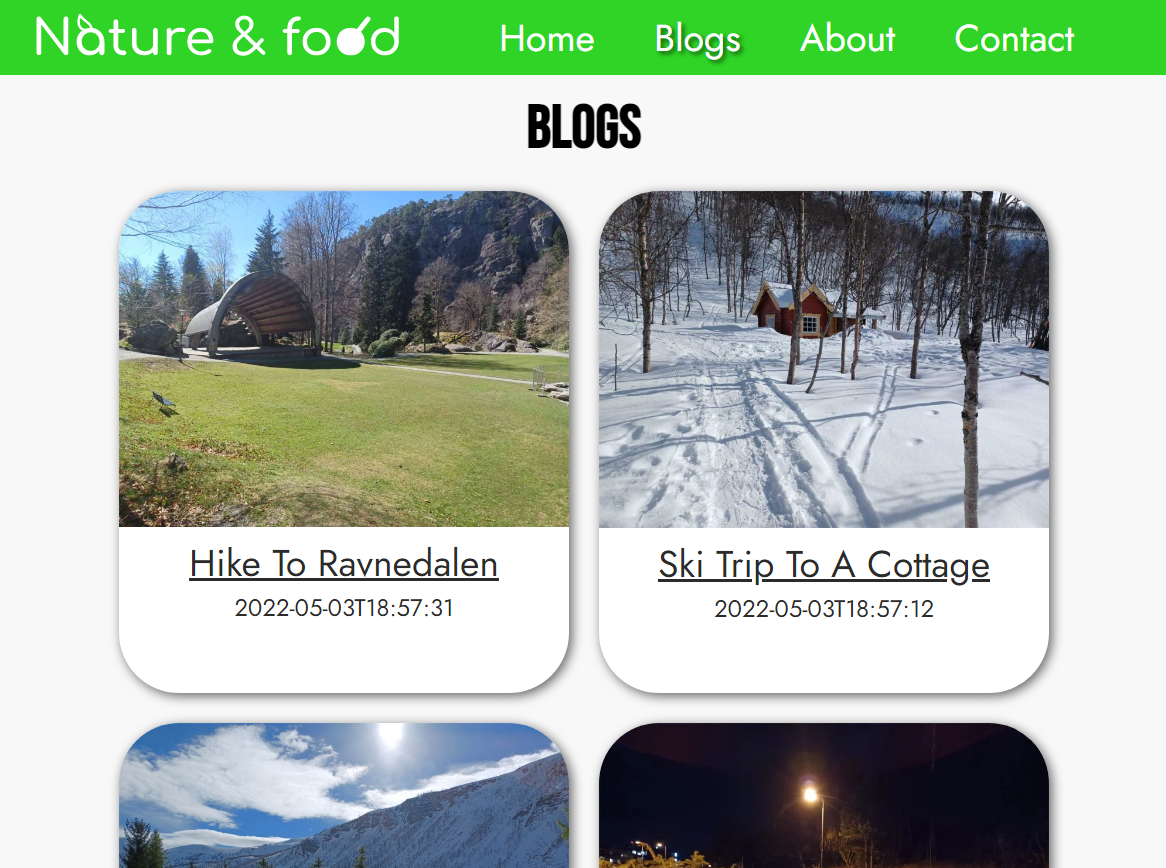 Nature & food Home Blogs About Contact
BLOGS
Hike To Ravnedalen
2022-05-03T18:57:31
Ski Trip To A Cottage
2022-05-03T18:57:12